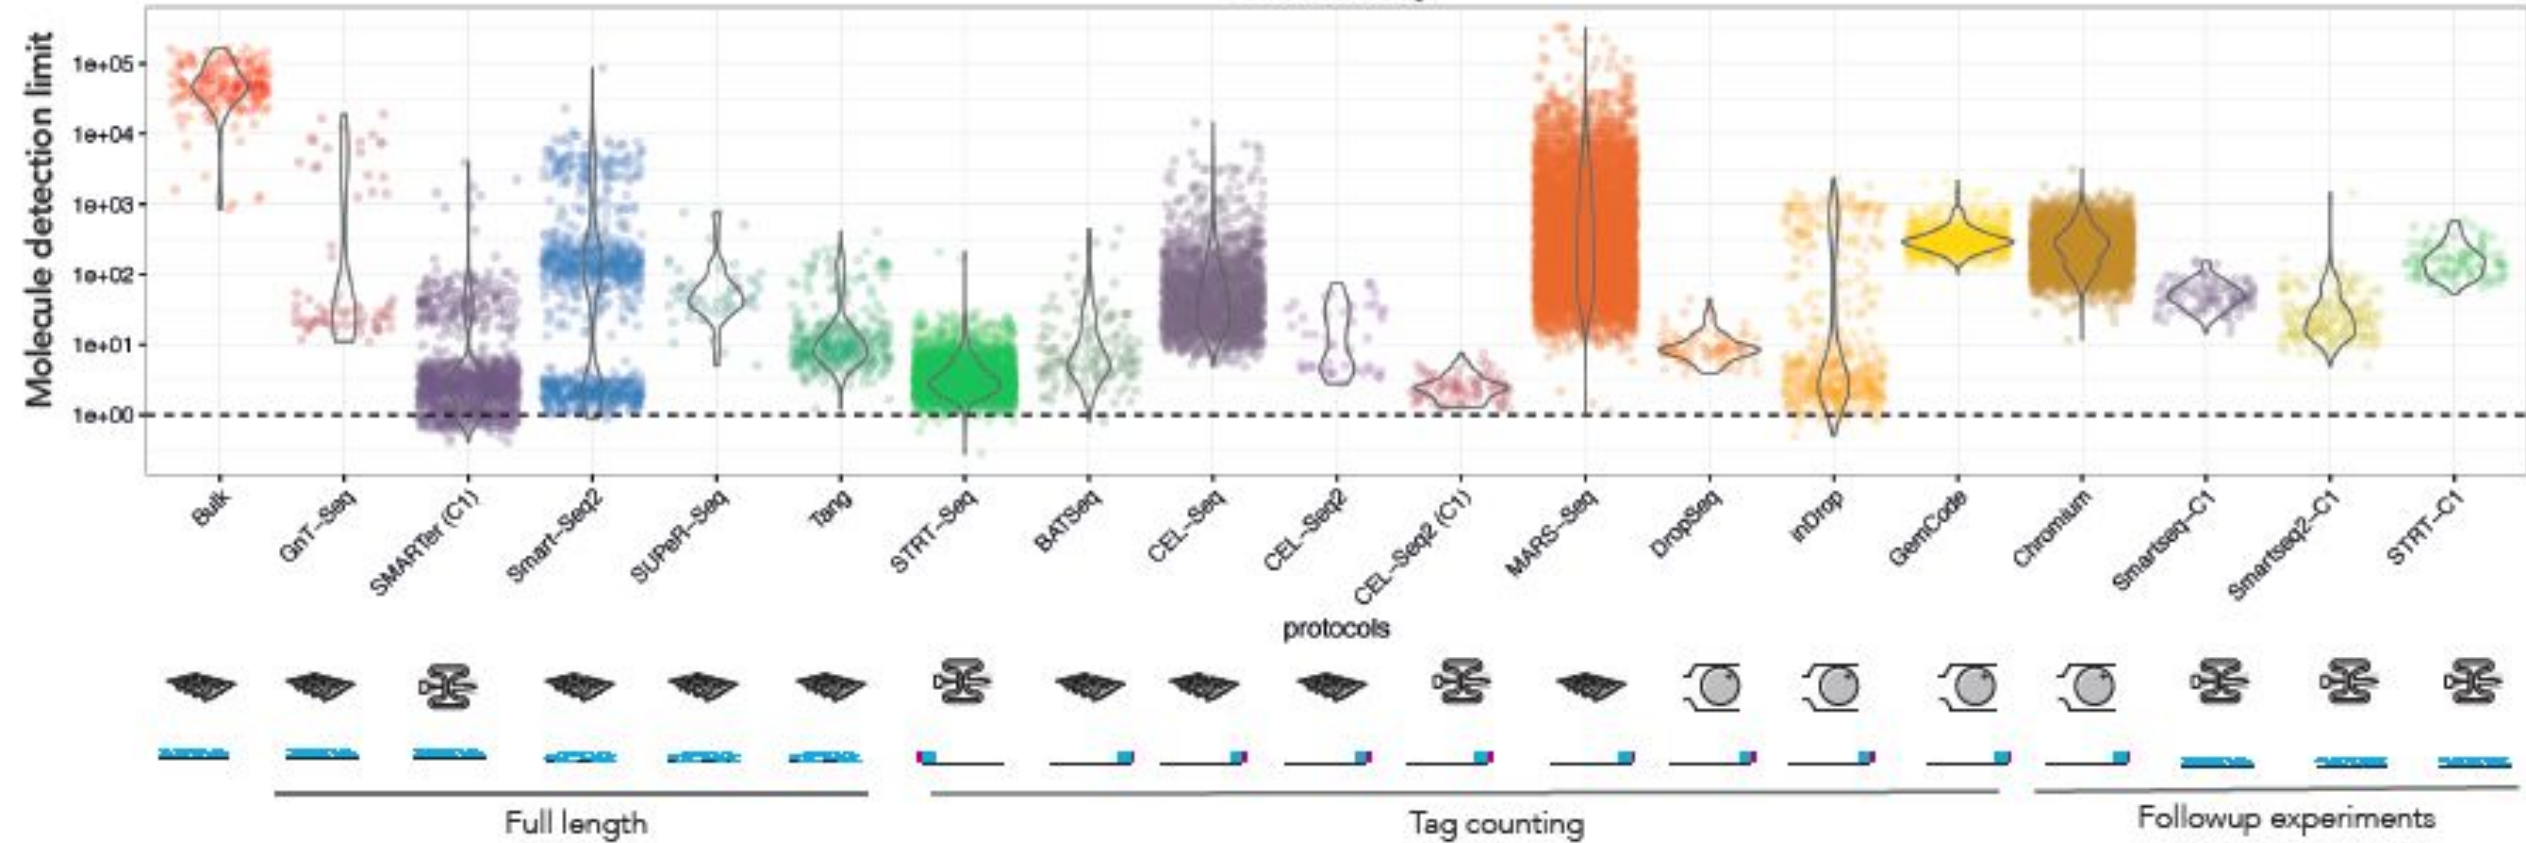 Molecule detection limit
1e+05
1e+04
1e+03
1e+02
1e+01
1e+00
Bulk
GnT-Seq
SMARTer (C1)
Smart-Seq2
SUPeR-Seq
Tang
STRT-Seq
BATSeq
CEL-Seq
CEL-Seq2
CEL-Seq2 (C1)
MARS-Seq
DropSeq
inDrop
GemCode
Chromium
Smartseq-C1
Smartseq2-C1
STRT-C1
protocols
Full length
Tag counting
Followup experiments